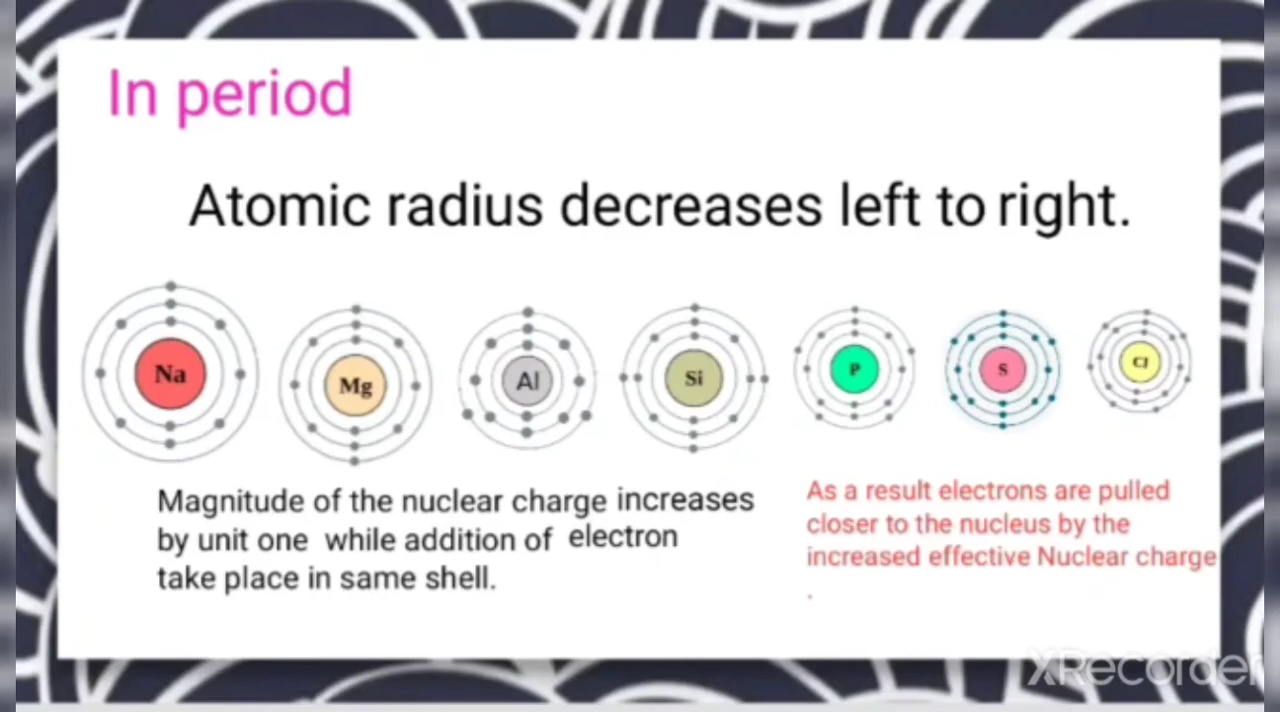 In period
Atomic radius decreases left to right.
Na
Mg
Al
Si
P
S
Cl
Magnitude of the nuclear charge increases
by unit one while addition of electron
take place in same shell.
As a result electrons are pulled
closer to the nucleus by the
increased effective Nuclear charge
.
XRecorder